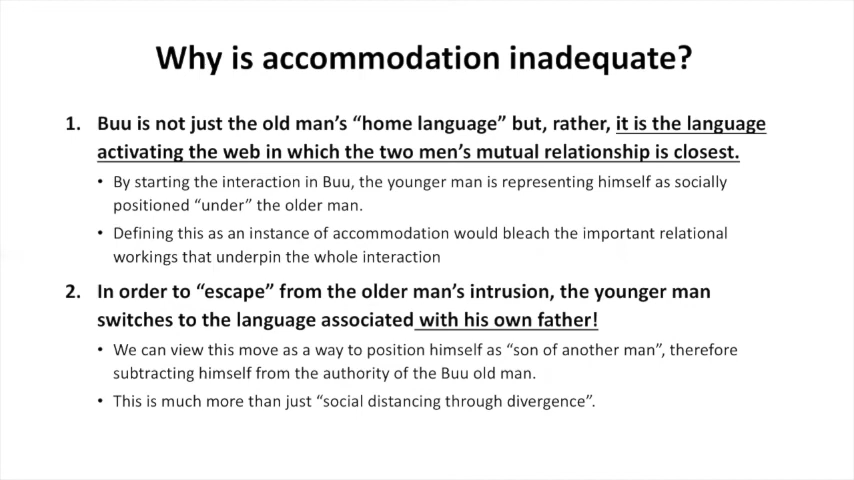 Why is accommodation inadequate?
1. Buu is not just the old man’s “home language” but, rather, it is the language
activating the web in which the two men’s mutual relationship is closest.
• By starting the interaction in Buu, the younger man is representing himself as socially
positioned “under” the older man.
• Defining this as an instance of accommodation would bleach the important relational
workings that underpin the whole interaction
2. In order to “escape” from the older man’s intrusion, the younger man
switches to the language associated with his own father!
• We can view this move as a way to position himself as “son of another man”, therefore
subtracting himself from the authority of the Buu old man.
• This is much more than just “social distancing through divergence”.